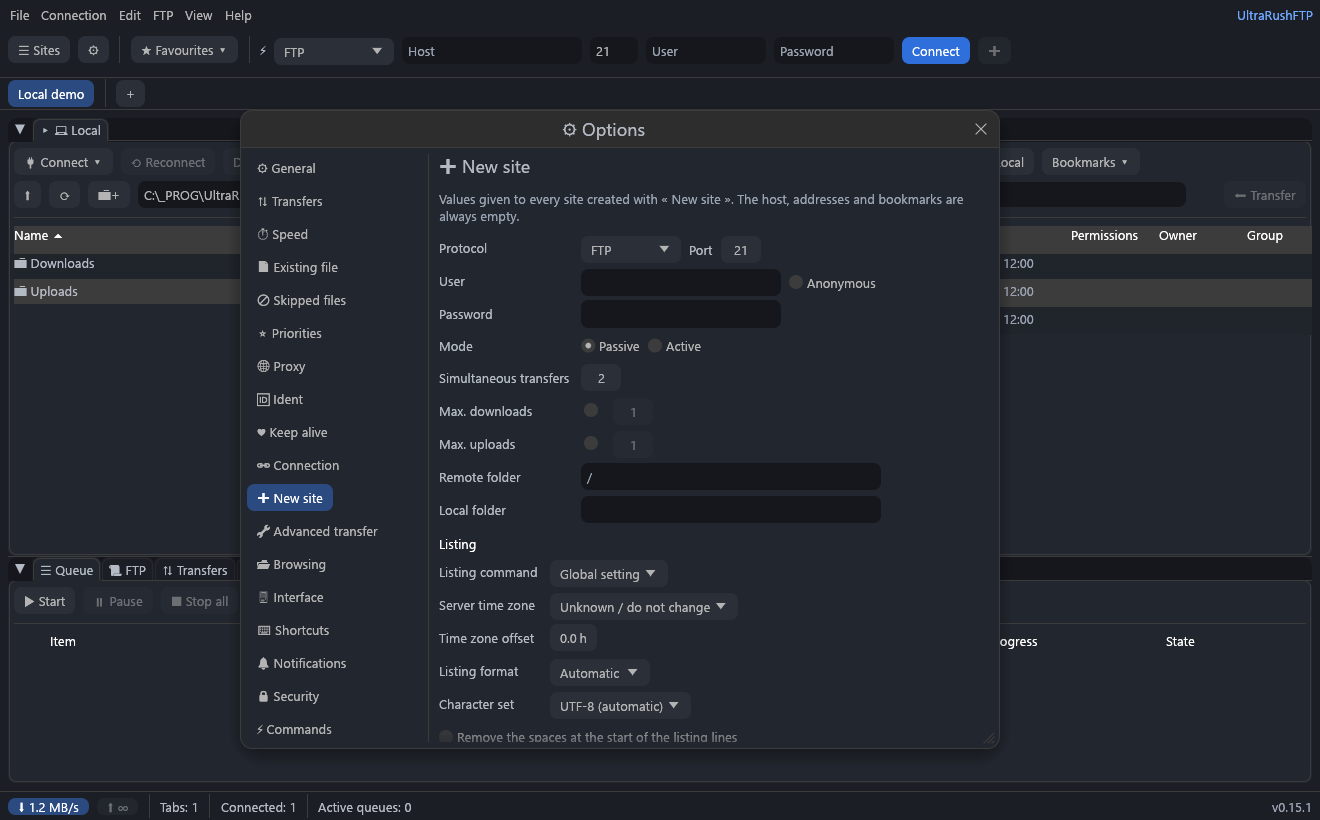 File Connection Edit FTP View Help UltraRushFTP
Sites Favourites FTP Host 21 User Password Connect +
Local demo +
Local
Connect Reconnect D
ocal Bookmarks
C:\_PROG\UltraR
Transfer
Name Permissions Owner Group
Downloads 12:00
Uploads 12:00
12:00
Options
General
Transfers
Speed
Existing file
Skipped files
Priorities
Proxy
Ident
Keep alive
Connection
New site
Advanced transfer
Browsing
Interface
Shortcuts
Notifications
Security
Commands
New site
Values given to every site created with « New site ». The host, addresses and bookmarks are
always empty.
Protocol FTP Port 21
User Anonymous
Password
Mode Passive Active
Simultaneous transfers 2
Max. downloads 1
Max. uploads 1
Remote folder /
Local folder
Listing
Listing command Global setting
Server time zone Unknown / do not change
Time zone offset 0.0 h
Listing format Automatic
Character set UTF-8 (automatic)
Remove the spaces at the start of the listing lines
Queue FTP Transfers
Start Pause Stop all
Item ogress State
1.2 MB/s ∞ Tabs: 1 Connected: 1 Active queues: 0 v0.15.1